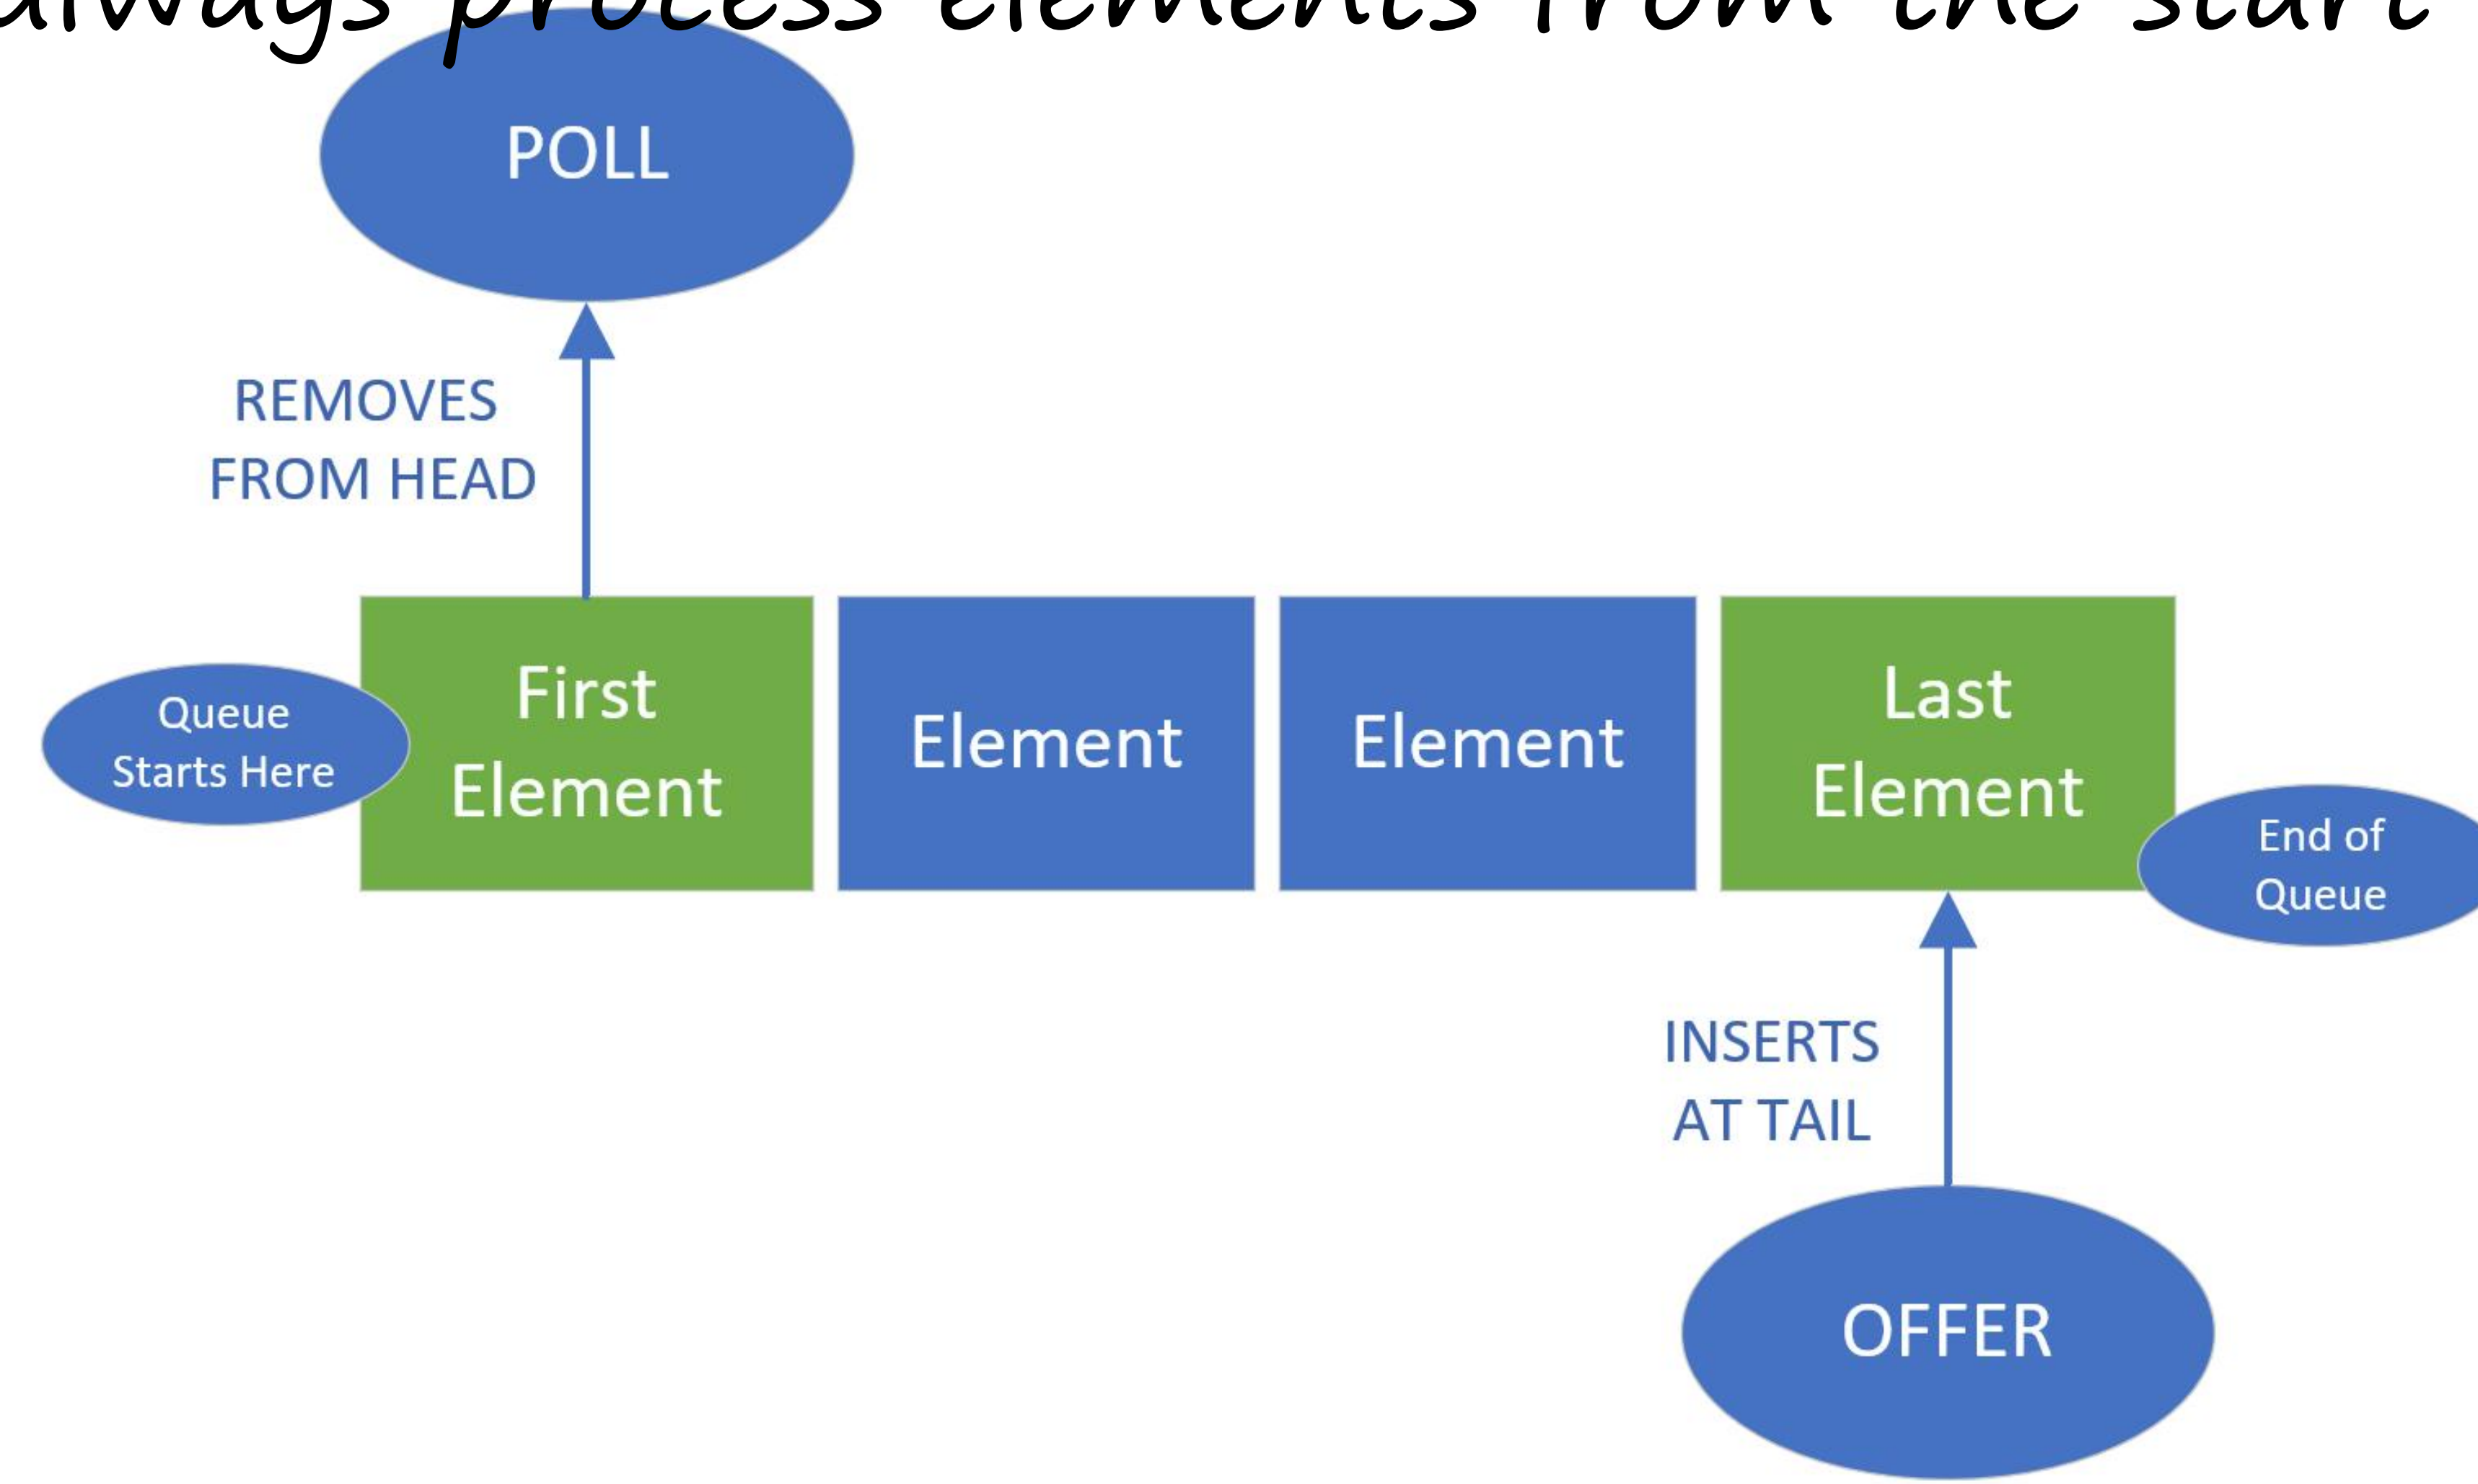 always process elements from the start
POLL
REMOVES
FROM HEAD
Queue
Starts Here
First
Element
Element
Element
Last
Element
End of
Queue
INSERTS
AT TAIL
OFFER